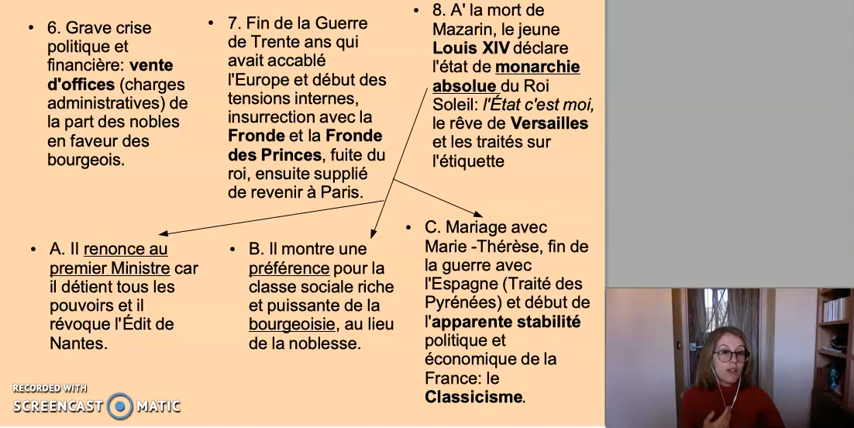 6. Grave crise
politique et
financière: vente
d'offices (charges
administratives) de
la part des nobles
en faveur des
bourgeois.
7. Fin de la Guerre
de Trente ans qui
avait accablé
l'Europe et début des
tensions internes,
insurrection avec la
Fronde et la Fronde
des Princes, fuite du
roi, ensuite supplié
de revenir à Paris.
8. A' la mort de
Mazarin, le jeune
Louis XIV déclare
l'état de monarchie
absolue du Roi
Soleil: l'État c'est moi,
le rêve de Versailles
et les traités sur
l'étiquette
A. Il renonce au
premier Ministre car
il détient tous les
pouvoirs et il
révoque l'Édit de
Nantes.
B. Il montre une
préférence pour la
classe sociale riche
et puissante de la
bourgeoisie, au lieu
de la noblesse.
C. Mariage avec
Marie -Thérèse, fin de
la guerre avec
l'Espagne (Traité des
Pyrénées) et début de
l'apparente stabilité
politique et
économique de la
France: le
Classicisme.
RECORDED WITH
SCREENCAST MATIC